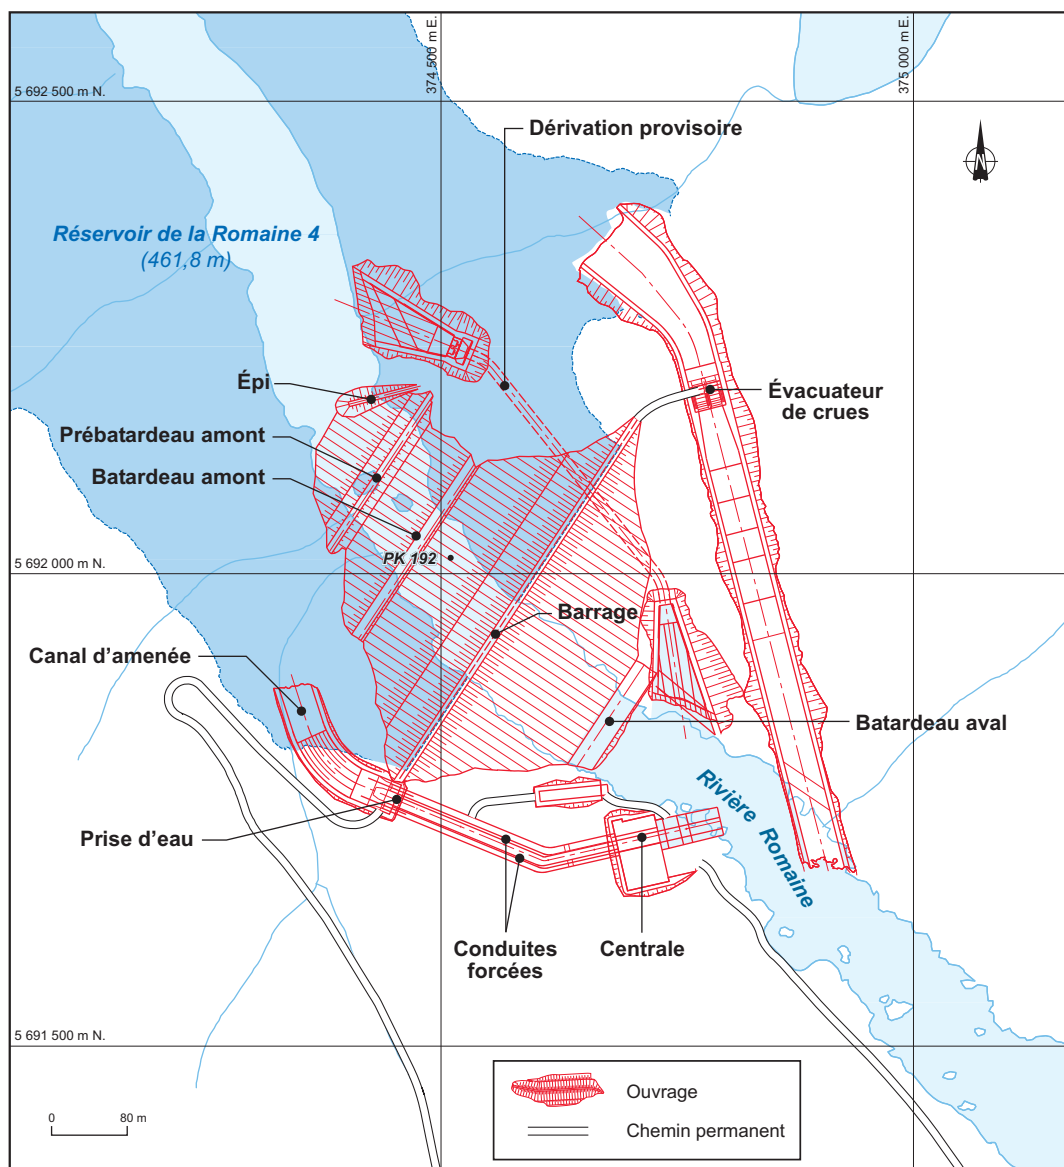 374 500 m E.
375 000 m E.
5 692 500 m N.
Dérivation provisoire
N
Réservoir de la Romaine 4
(461,8 m)
Épi
Évacuateur
de crues
Prébatardeau amont
Batardeau amont
PK 192
5 692 000 m N.
Barrage
Canal d'amenée
Batardeau aval
Rivière Romaine
Prise d'eau
Conduites
forcées
Centrale
5 691 500 m N.
Ouvrage
Chemin permanent
0 80 m